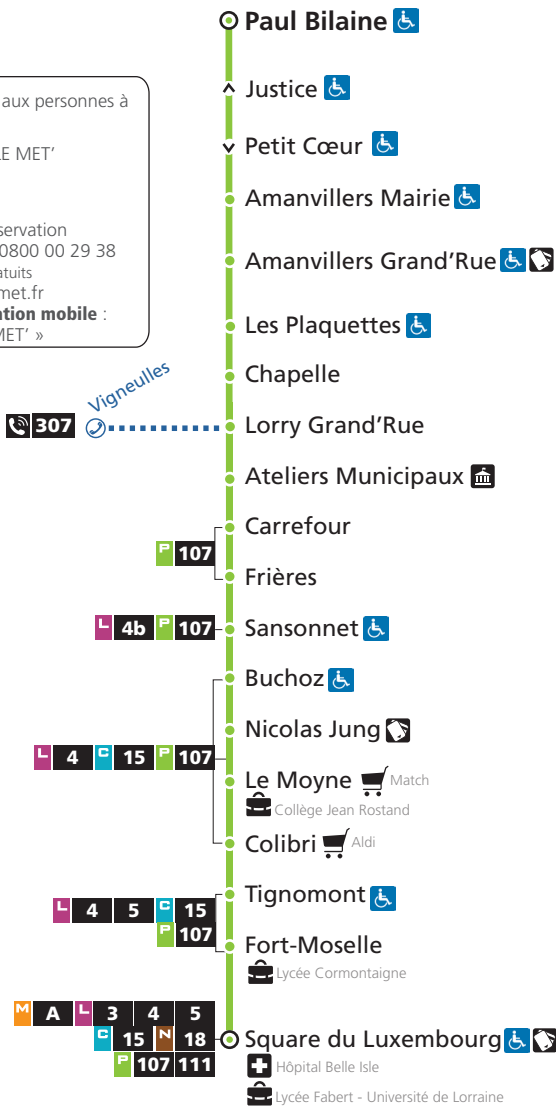 Paul Bilaine
aux personnes à
LE MET'
servation
0800 00 29 38
atuits
met.fr
ation mobile :
MET' »
Justice
Petit Cœur
Amanvillers Mairie
Amanvillers Grand'Rue
Les Plaquettes
Chapelle
Vigneulles
307
Lorry Grand'Rue
Ateliers Municipaux
Carrefour
P 107
Frières
L 4b P 107
Sansonnet
Buchoz
Nicolas Jung
L 4 C 15 P 107
Le Moyne Match
Collège Jean Rostand
Colibri Aldi
Tignomont
L 4 5 C 15
P 107
Fort-Moselle
Lycée Cormontaigne
M A L 3 4 5
C 15 N 18
P 107 111
Square du Luxembourg
Hôpital Belle Isle
Lycée Fabert - Université de Lorraine